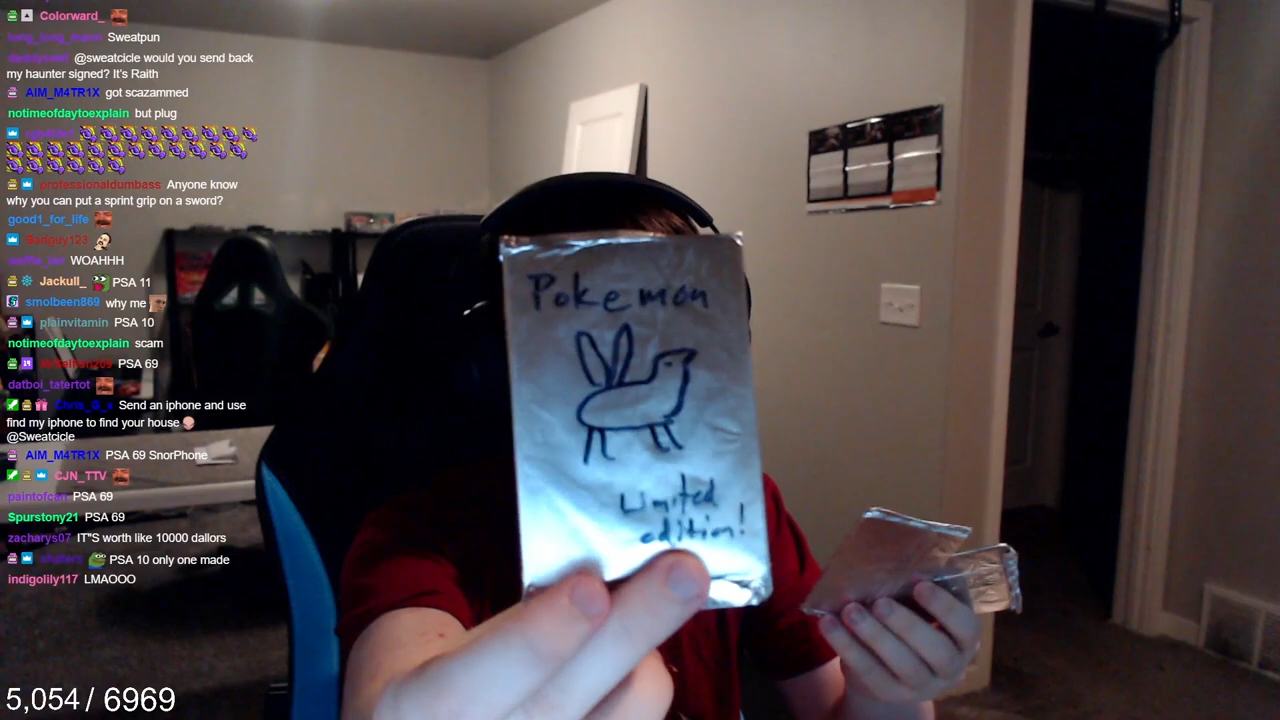 Colorward_
Sweatpun
@sweatcicle would you send back
my haunter signed? It's Raith
AIM_M4TR1X got scazammed
notimeofdaytoexplain but plug
professionaldumbass Anyone know
why you can put a sprint grip on a sword?
good1_for_life
Badguy123
WOAHHH
Jackull_ PSA 11
smolbeen869 why me
plainvitamin PSA 10
notimeofdaytoexplain scam
PSA 69
datboi_tatertot
Chris_G_x Send an iphone and use
find my iphone to find your house
@Sweatcicle
AIM_M4TR1X PSA 69 SnorPhone
CJN_TTV
paintofcan PSA 69
Spurstony21 PSA 69
zacharys07 IT"S worth like 10000 dallors
PSA 10 only one made
indigolily117 LMAOOO
5,054 / 6969
Pokemon
Limited
edition!